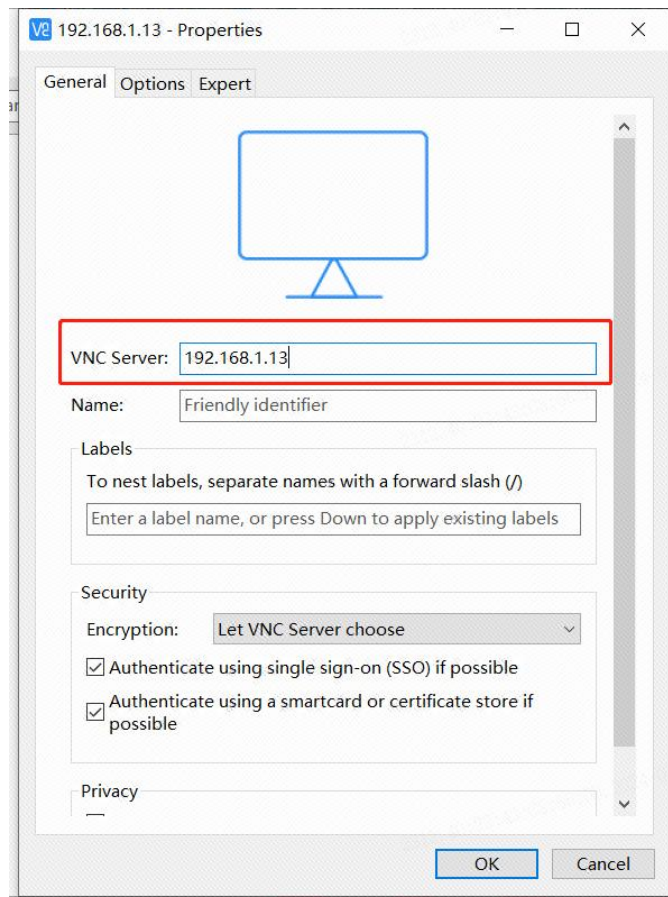 192.168.1.13 - Properties
General Options Expert
VNC Server: 192.168.1.13
Name: Friendly identifier
Labels
To nest labels, separate names with a forward slash (/)
Enter a label name, or press Down to apply existing labels
Security
Encryption: Let VNC Server choose
Authenticate using single sign-on (SSO) if possible
Authenticate using a smartcard or certificate store if
possible
Privacy
OK Cancel